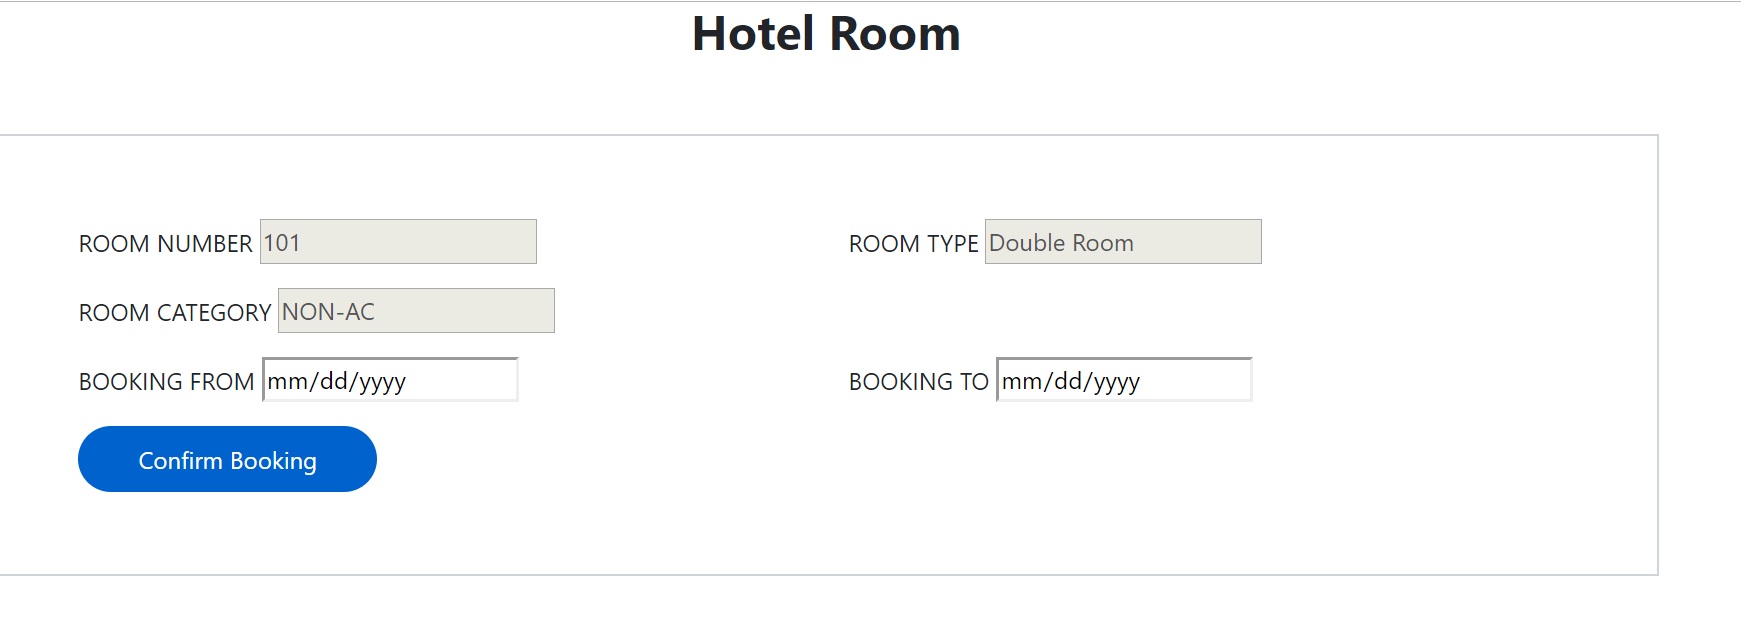 Hotel Room
ROOM NUMBER 101 ROOM TYPE Double Room
ROOM CATEGORY NON-AC
BOOKING FROM mm/dd/yyyy BOOKING TO mm/dd/yyyy
Confirm Booking